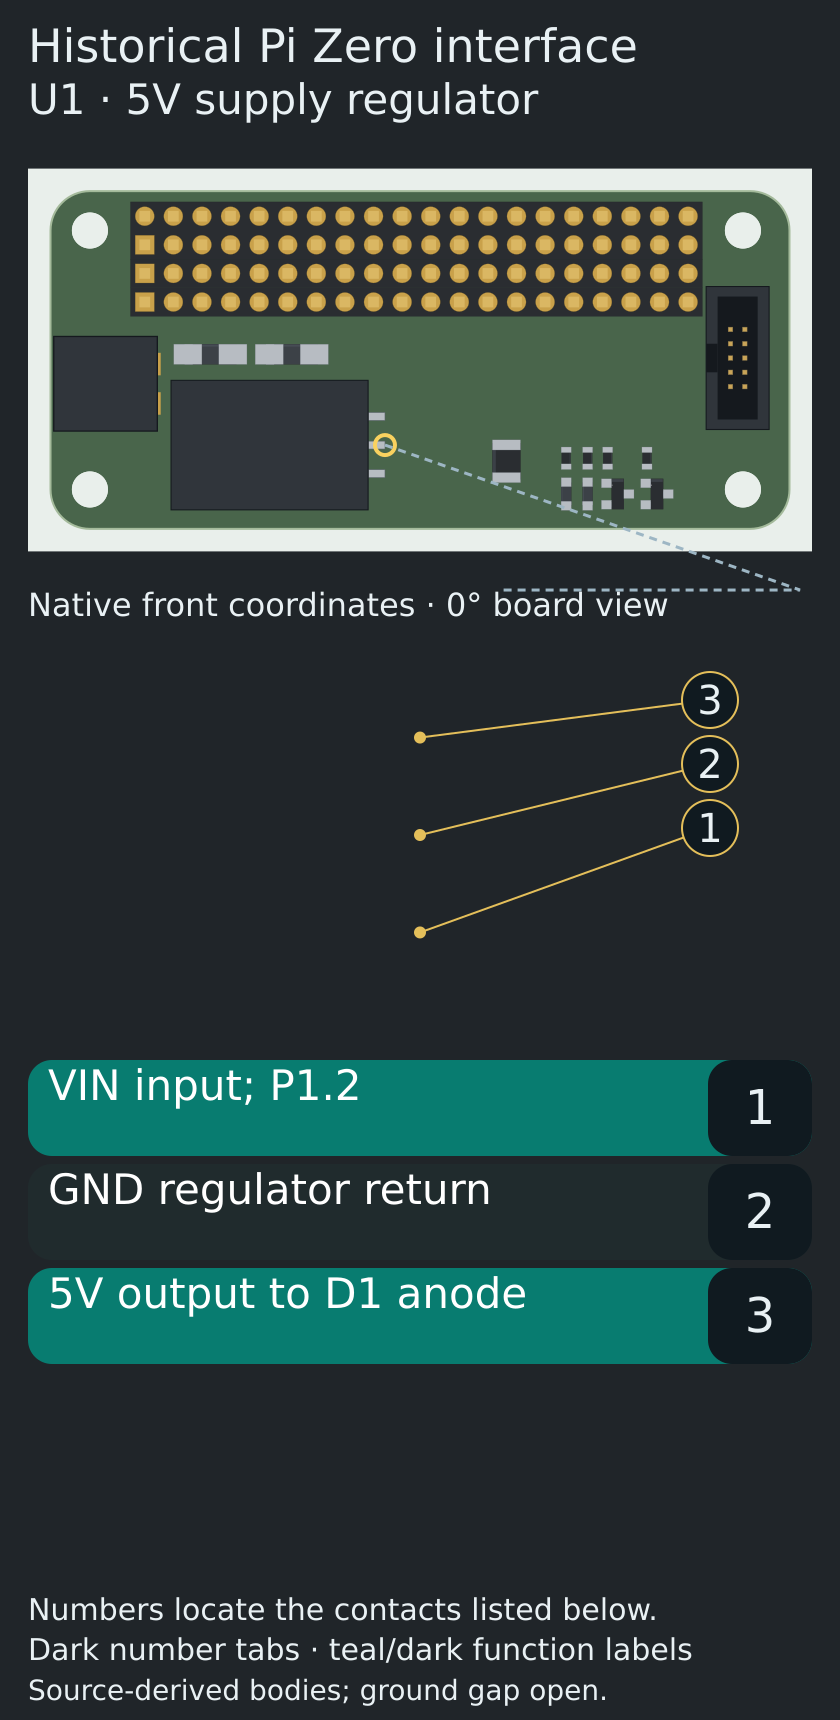 Historical Pi Zero interface
U1 · 5V supply regulator
Native front coordinates · 0° board view
3
2
1
VIN input; P1.2
1
GND regulator return
2
5V output to D1 anode
3
Numbers locate the contacts listed below.
Dark number tabs · teal/dark function labels
Source-derived bodies; ground gap open.